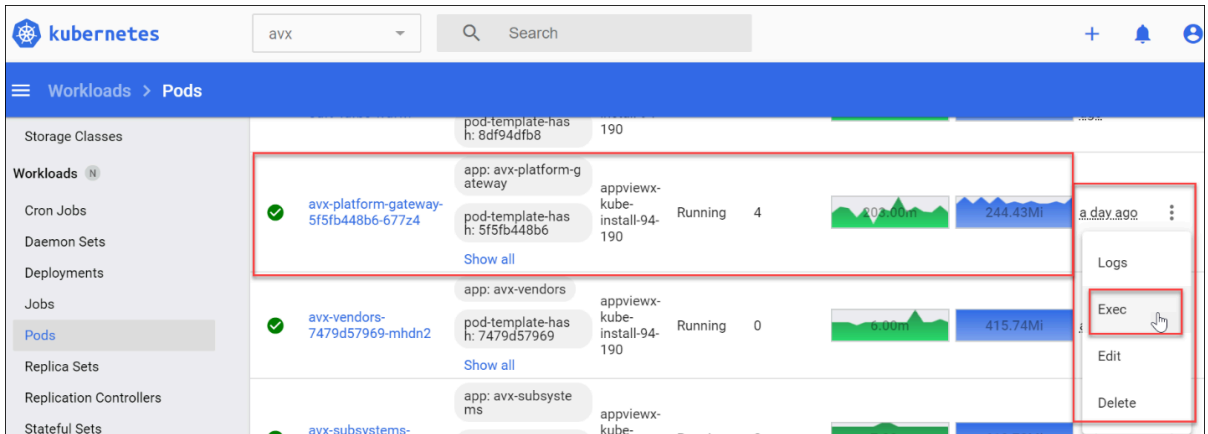 kubernetes
avx
Search
Workloads > Pods
Storage Classes
Workloads N
Cron Jobs
Daemon Sets
Deployments
Jobs
Pods
Replica Sets
Replication Controllers
Stateful Sets
pod-template-has
h: 8df94dfb8
190
avx-platform-gateway-
5f5fb448b6-677z4
app: avx-platform-g
ateway
pod-template-has
h: 5f5fb448b6
Show all
appviewx-
kube-
install-94-
190
Running
4
203.00m
244.43Mi
a day ago
avx-vendors-
7479d57969-mhdn2
app: avx-vendors
pod-template-has
h: 7479d57969
Show all
appviewx-
kube-
install-94-
190
Running
0
6.00m
415.74Mi
avx-subsystems-
app: avx-subsyste
ms
appviewx-
kube-
Logs
Exec
Edit
Delete